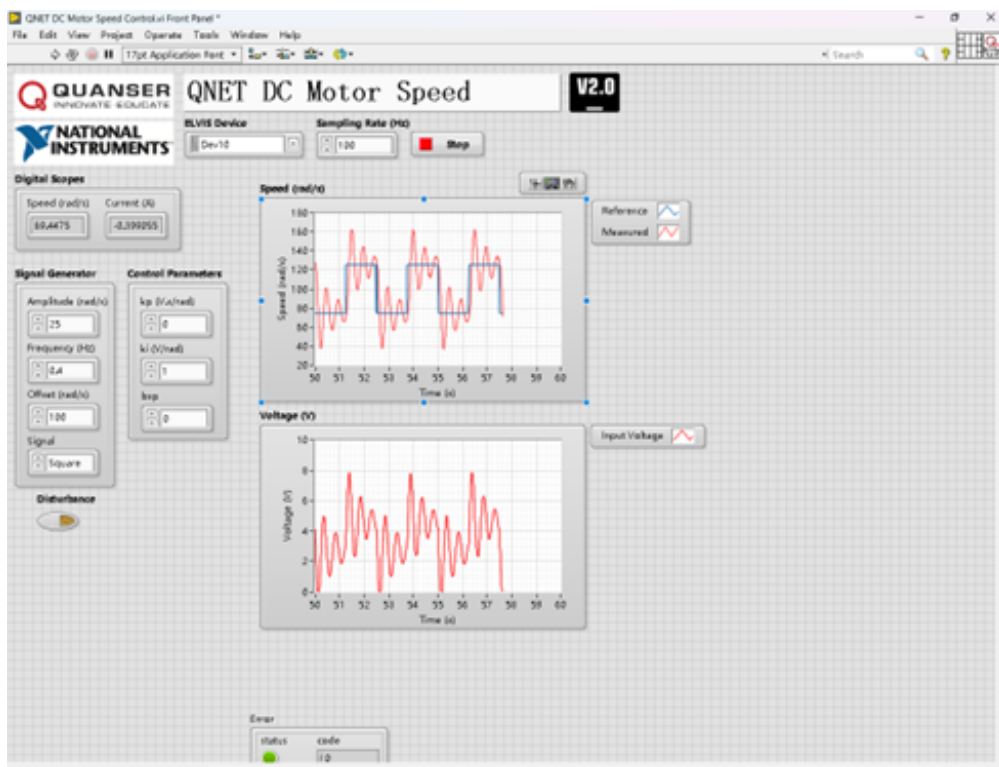 QNET DC Motor Speed Control.vi Front Panel *
File Edit View Project Operate Tools Window Help
17pt Application Font
Search
QUANSER
INNOVATE·EDUCATE
QNET DC Motor Speed
V2.0
NATIONAL
INSTRUMENTS
ELVIS Device
Dev10
Sampling Rate (Hz)
100
Stop
Digital Scopes
Speed (rad/s) Current (A)
69.4475
Signal Generator
Amplitude (rad/s)
25
Frequency (Hz)
0.4
Offset (rad/s)
100
Signal
Square
Disturbance
Control Parameters
kp (V.s/rad)
0
ki (V/rad)
1
bsp
0
Speed (rad/s)
Reference
Measured
Speed (rad/s)
160
160
140
120
100
80
60
40
20
50 51 52 53 54 55 56 57 58 59 60
Time (s)
Voltage (V)
Input Voltage
Voltage (V)
10
8
6
4
2
0
50 51 52 53 54 55 56 57 58 59 60
Time (s)
Error
status code